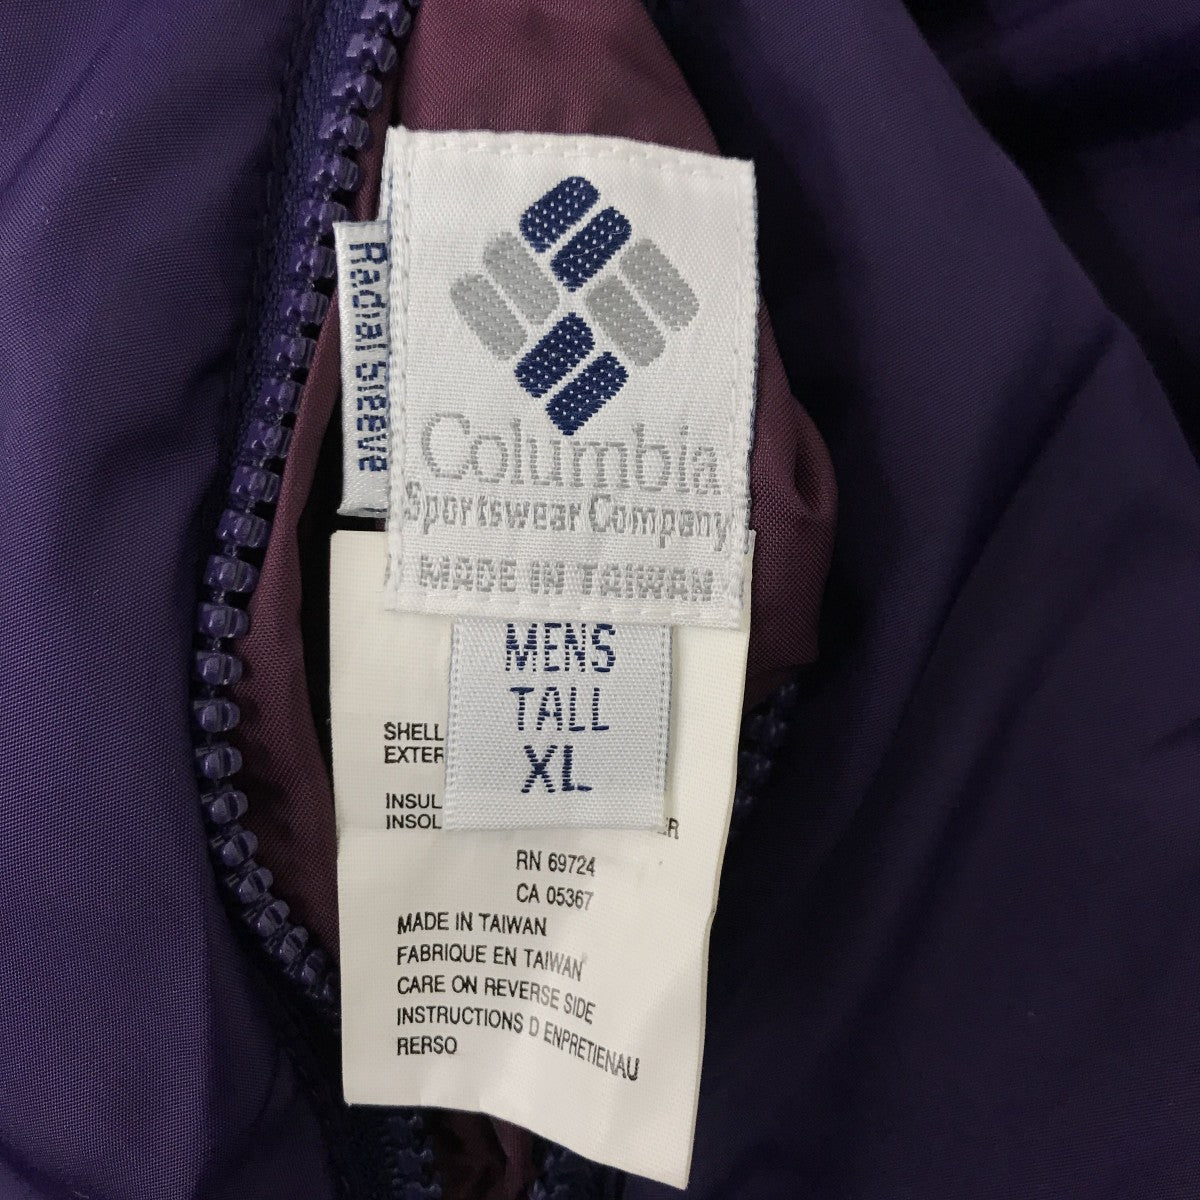 Radial Sleeve
Columbia
Sportswear Company
MADE IN TAIWAN
MENS
TALL
XL
SHELL
EXTER
INSUL
INSOL ER
RN 69724
CA 05367
MADE IN TAIWAN
FABRIQUE EN TAIWAN
CARE ON REVERSE SIDE
INSTRUCTIONS D ENPRETIENAU
RERSO